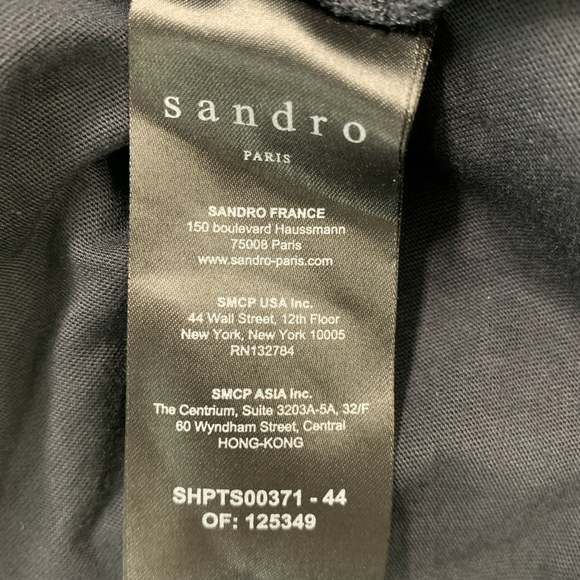 sandro
PARIS
SANDRO FRANCE
150 boulevard Haussmann
75008 Paris
www.sandro-paris.com
SMCP USA Inc.
44 Wall Street, 12th Floor
New York, New York 10005
RN132784
SMCP ASIA Inc.
The Centrium, Suite 3203A-5A, 32/F
60 Wyndham Street, Central
HONG-KONG
SHPTS00371 - 44
OF: 125349